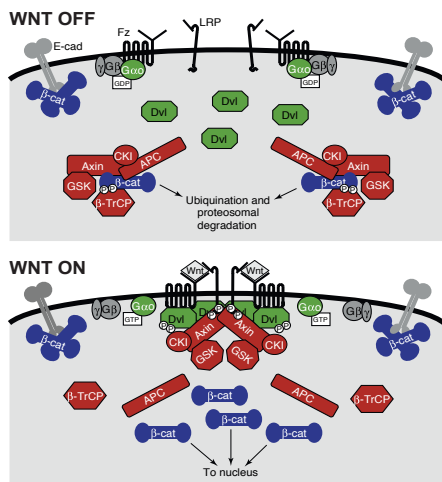 WNT OFF
Fz
LRP
E-cad
γ Gβ Gαo
Gαo Gβ γ
GDP
GDP
β-cat
β-cat
Dvl
Dvl
Dvl
Dvl
CKI
APC
APC
CKI
Axin
Axin
GSK
β-cat
β-cat
GSK
P P
P P
β-TrCP
β-TrCP
Ubiquination and
proteosomal
degradation
WNT ON
Wnt
Wnt
γ Gβ
Gαo
Gαo
Gβ γ
GTP
GTP
Dvl
Dvl
P P
P P
P P
P P
Axin
Axin
CKI
CKI
GSK
GSK
β-cat
β-cat
β-TrCP
APC
APC
β-TrCP
β-cat
β-cat
β-cat
β-cat
To nucleus